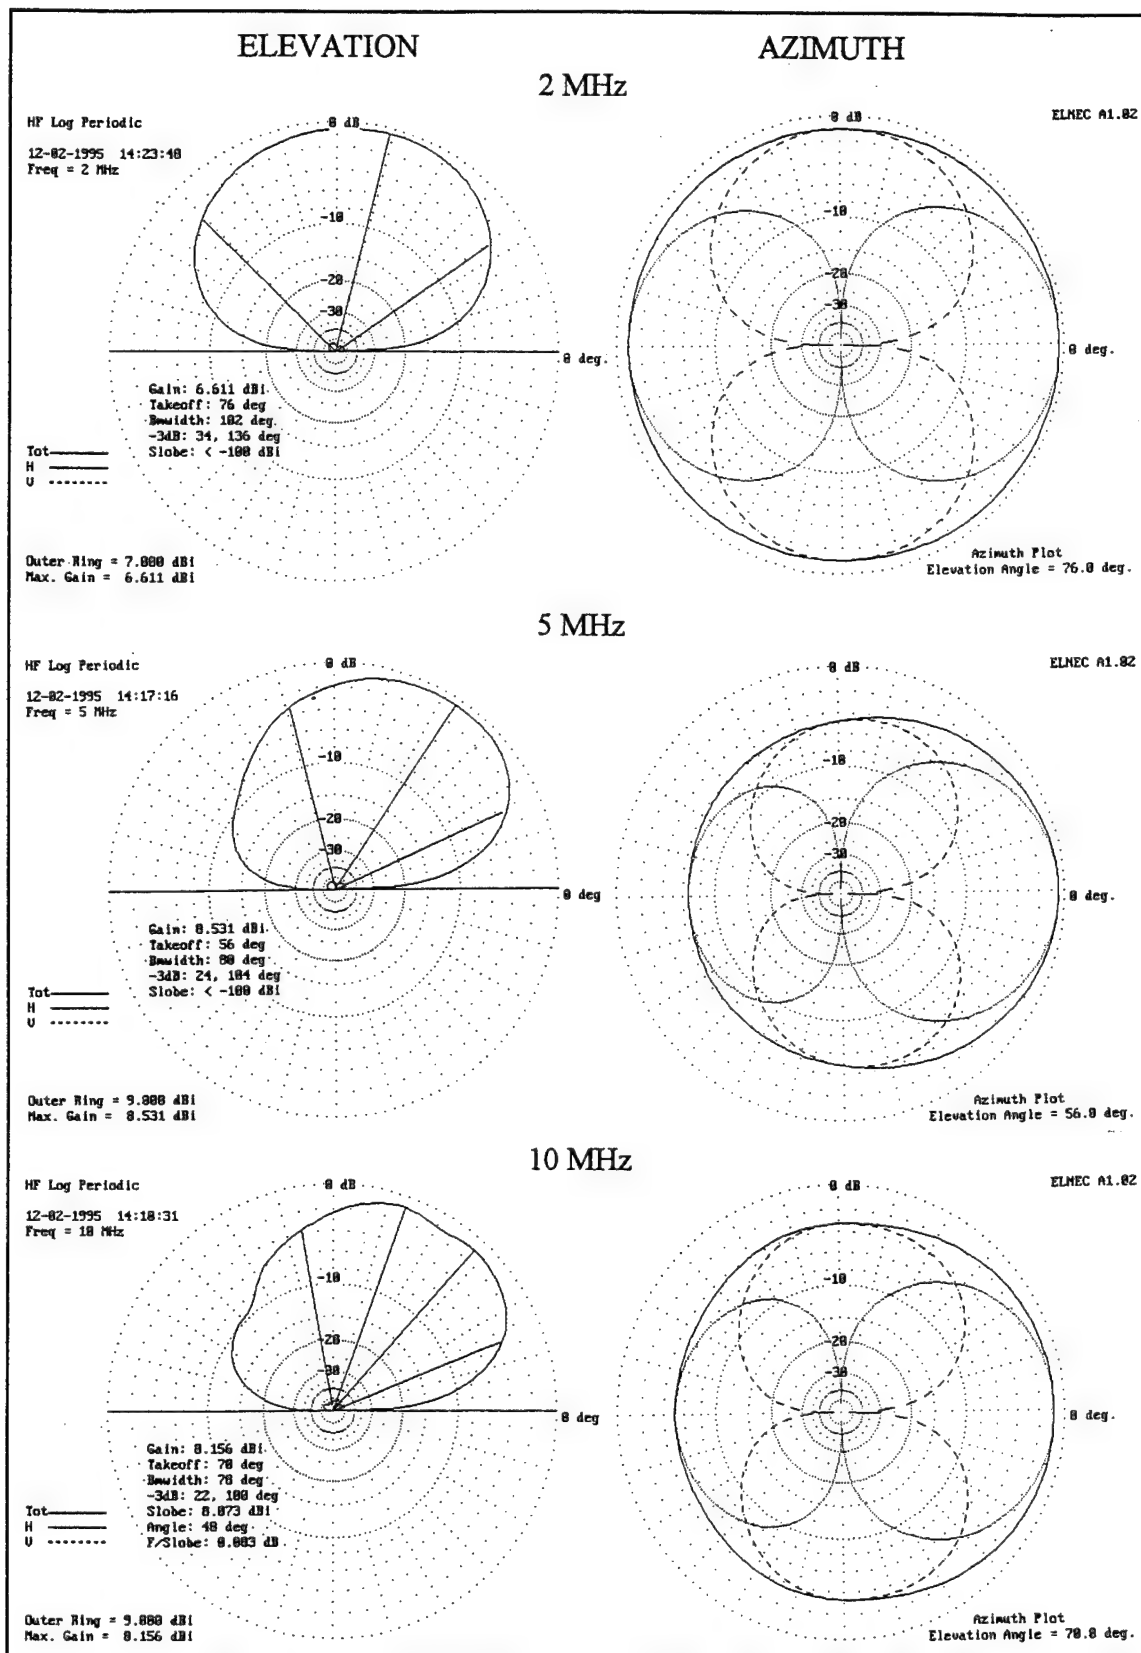 ELEVATION
AZIMUTH
2 MHz
HF Log Periodic
0 dB
0 dB
ELNEC A1.02
12-02-1995 14:23:48
Freq = 2 MHz
-10
-10
-20
-20
-30
-30
0 deg.
0 deg.
Gain: 6.611 dBi
Takeoff: 76 deg
Bmwidth: 102 deg
-3dB: 34, 136 deg
Slobe: < -100 dBi
Tot
H
V
Outer Ring = 7.000 dBi
Max. Gain = 6.611 dBi
Azimuth Plot
Elevation Angle = 76.0 deg.
5 MHz
HF Log Periodic
0 dB
0 dB
ELNEC A1.02
12-02-1995 14:17:16
Freq = 5 MHz
-10
-10
-20
-20
-30
-30
0 deg
0 deg.
Gain: 8.531 dBi
Takeoff: 56 deg
Bmwidth: 80 deg
-3dB: 24, 104 deg
Slobe: < -100 dBi
Tot
H
V
Outer Ring = 9.000 dBi
Max. Gain = 8.531 dBi
Azimuth Plot
Elevation Angle = 56.0 deg.
10 MHz
HF Log Periodic
0 dB
0 dB
ELNEC A1.02
12-02-1995 14:18:31
Freq = 10 MHz
-10
-10
-20
-20
-30
-30
0 deg
0 deg.
Gain: 8.156 dBi
Takeoff: 70 deg
Bmwidth: 78 deg
-3dB: 22, 100 deg
Slobe: 8.073 dBi
Angle: 48 deg
F/Slobe: 0.083 dB
Tot
H
V
Outer Ring = 9.000 dBi
Max. Gain = 8.156 dBi
Azimuth Plot
Elevation Angle = 70.0 deg.